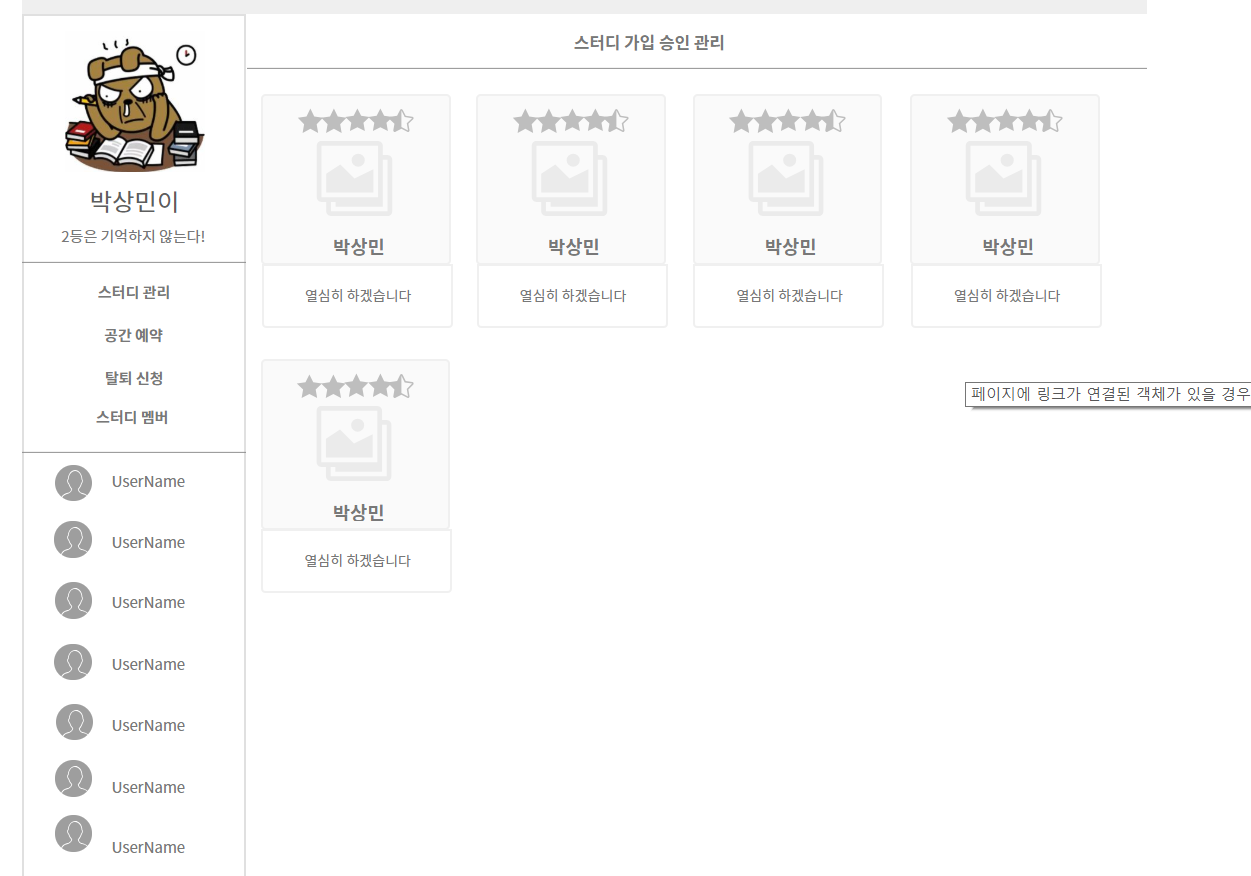 스터디 가입 승인 관리
박상민이
2등은 기억하지 않는다!
스터디 관리
공간 예약
탈퇴 신청
스터디 멤버
UserName
UserName
UserName
UserName
UserName
UserName
UserName
박상민
열심히 하겠습니다
박상민
열심히 하겠습니다
박상민
열심히 하겠습니다
박상민
열심히 하겠습니다
박상민
열심히 하겠습니다
페이지에 링크가 연결된 객체가 있을 경우